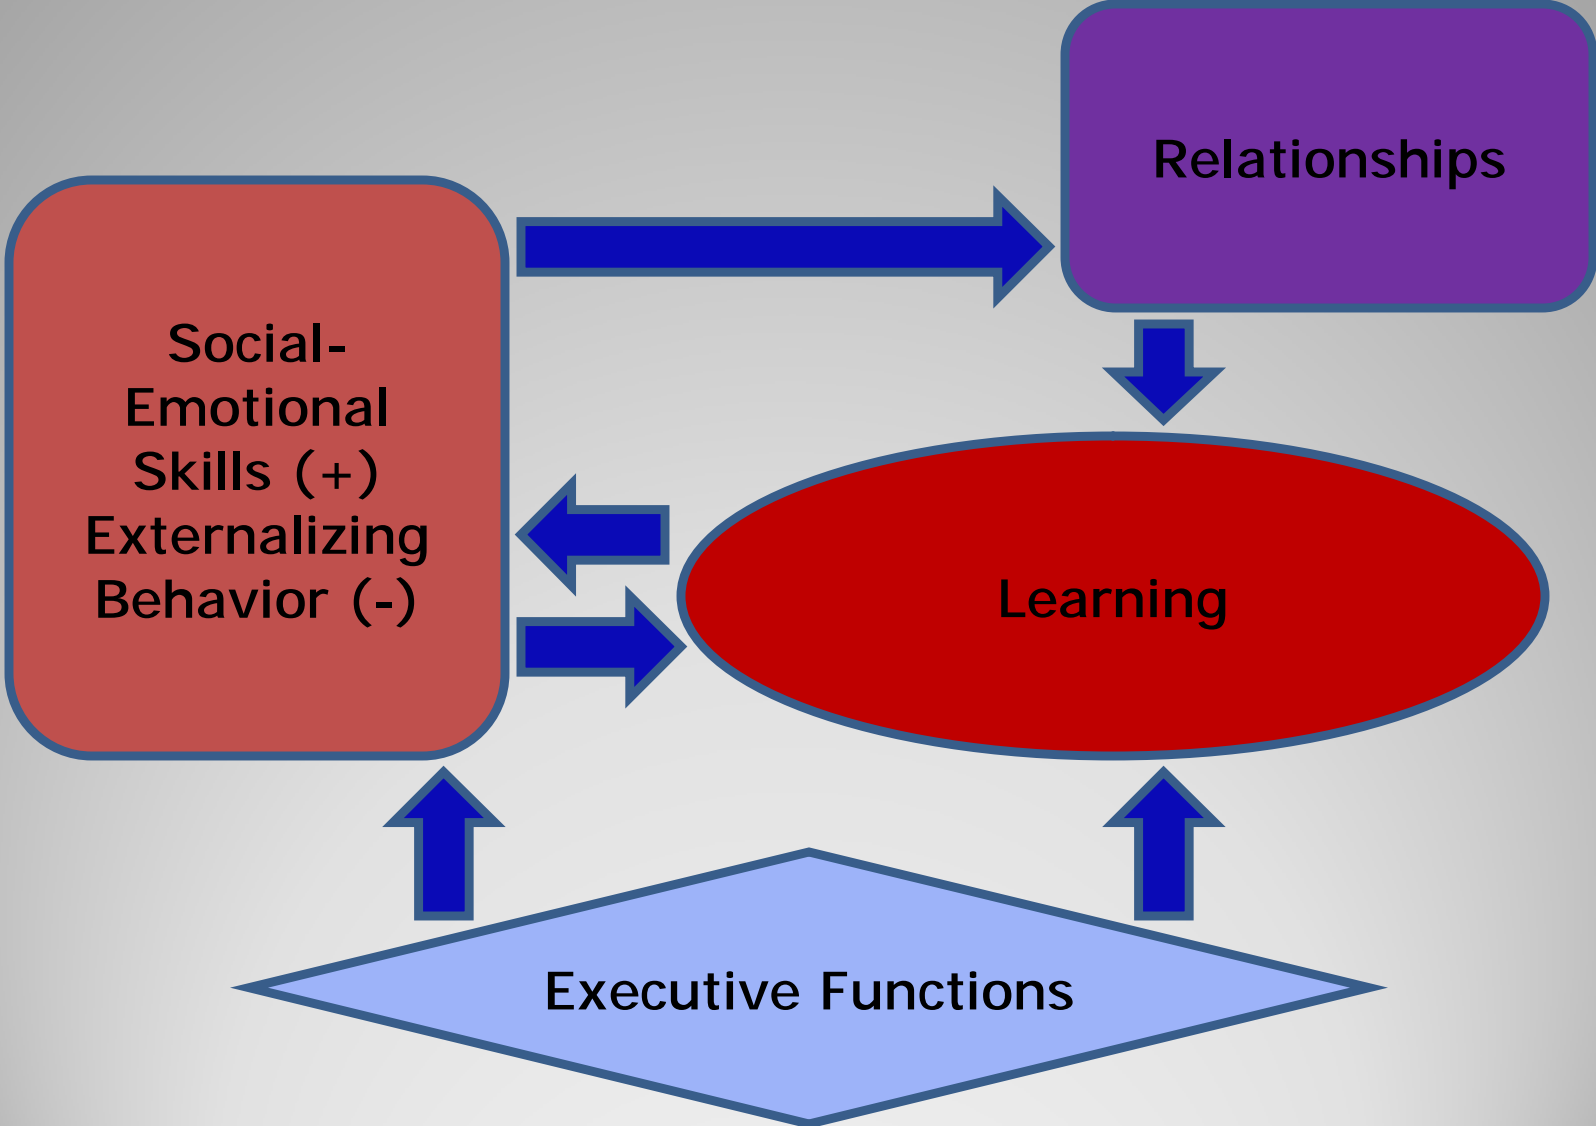 Relationships
Social-
Emotional
Skills (+)
Externalizing
Behavior (-)
Learning
Executive Functions